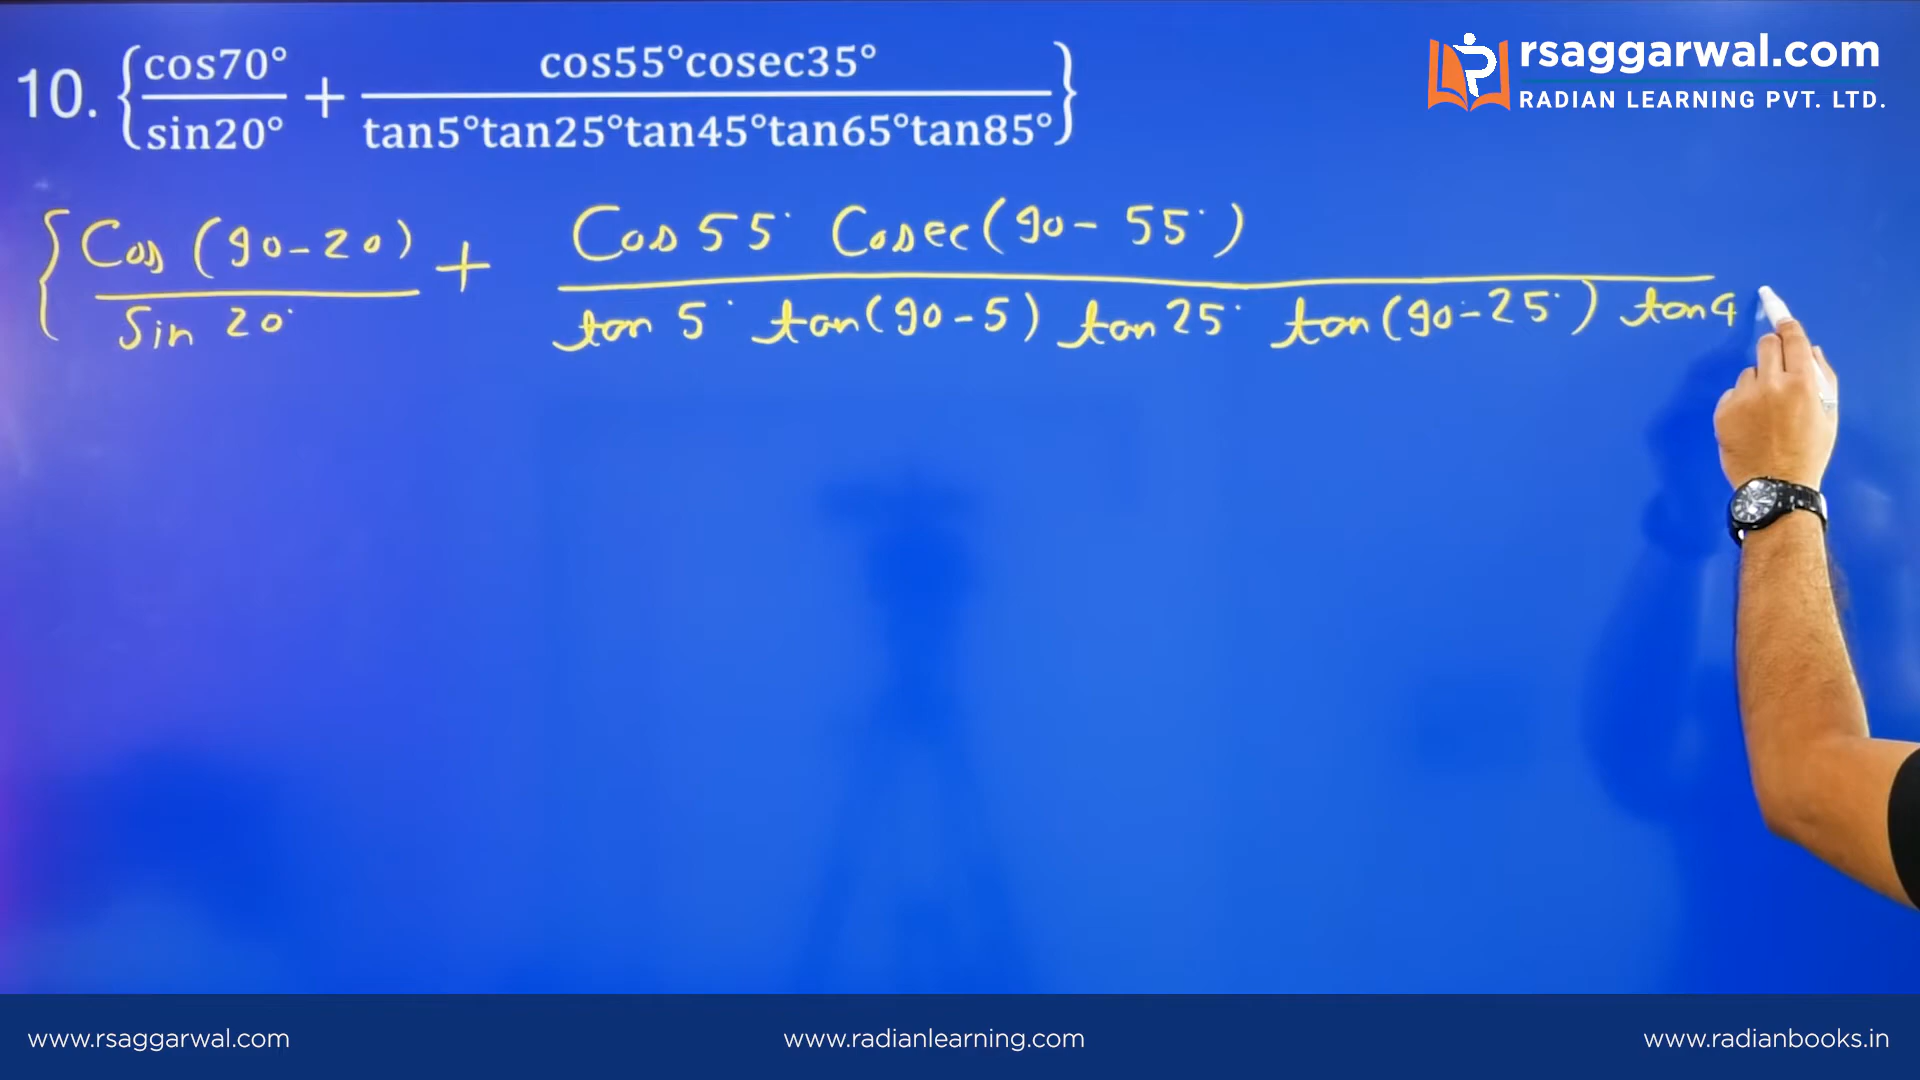 rsaggarwal.com
RADIAN LEARNING PVT. LTD.
10. {cos70°/sin20° + cos55°cosec35°/tan5°tan25°tan45°tan65°tan85°}
{Cos (90-20)/Sin 20° + Cos 55° Cosec(90- 55°)/tan 5° tan(90-5) tan 25° tan(90-25°) tan4
www.rsaggarwal.com
www.radianlearning.com
www.radianbooks.in